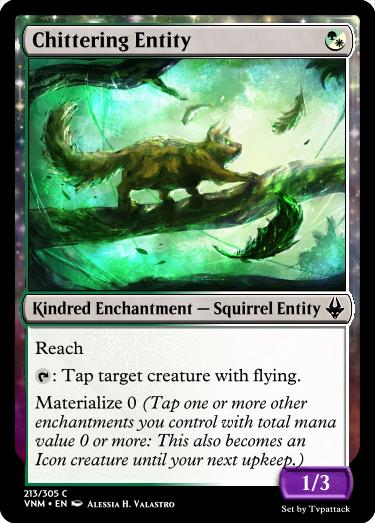 Chittering Entity
Kindred Enchantment — Squirrel Entity
Reach
: Tap target creature with flying.
Materialize 0 (Tap one or more other
enchantments you control with total mana
value 0 or more: This also becomes an
Icon creature until your next upkeep.)
1/3
213/305 C
VNM • EN Alessia H. Valastro
Set by Tvpattack